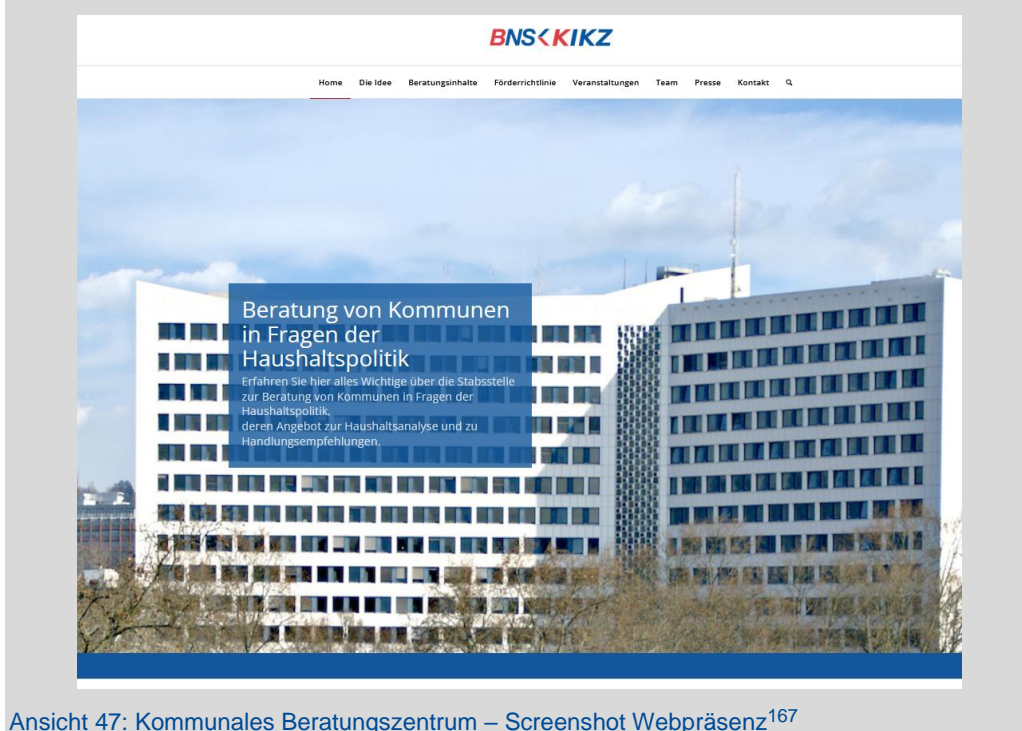 BNS<KIKZ
Home Die Idee Beratungsinhalte Förderrichtlinie Veranstaltungen Team Presse Kontakt
Beratung von Kommunen
in Fragen der
Haushaltspolitik
Erfahren Sie hier alles Wichtige über die Stabsstelle
zur Beratung von Kommunen in Fragen der
Haushaltspolitik,
deren Angebot zur Haushaltsanalyse und zu
Handlungsempfehlungen.
Ansicht 47: Kommunales Beratungszentrum – Screenshot Webpräsenz167